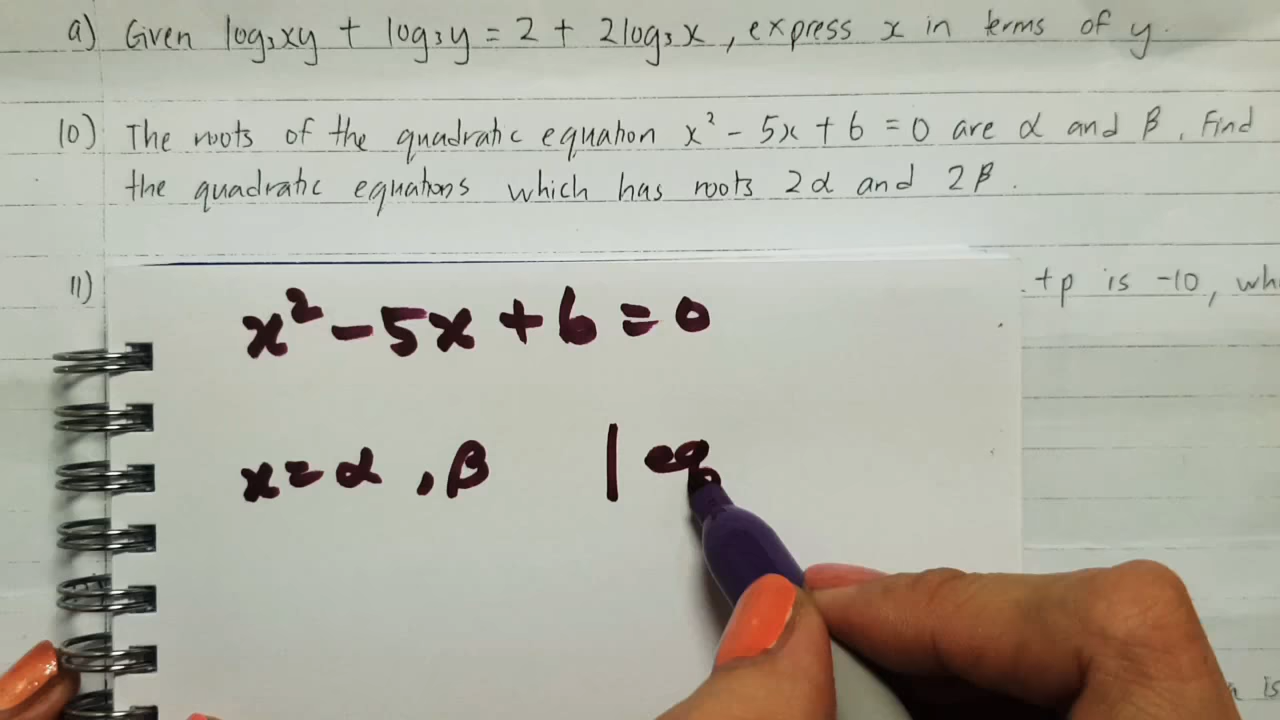 a) Given log₃xy + log₃y = 2 + 2log₃x, express x in terms of y.
10) The roots of the quadratic equation x² - 5x + 6 = 0 are α and β. Find
the quadratic equations which has roots 2α and 2β.
11) +p is -10,
x² - 5x + 6 = 0
x = α, β | eq
is